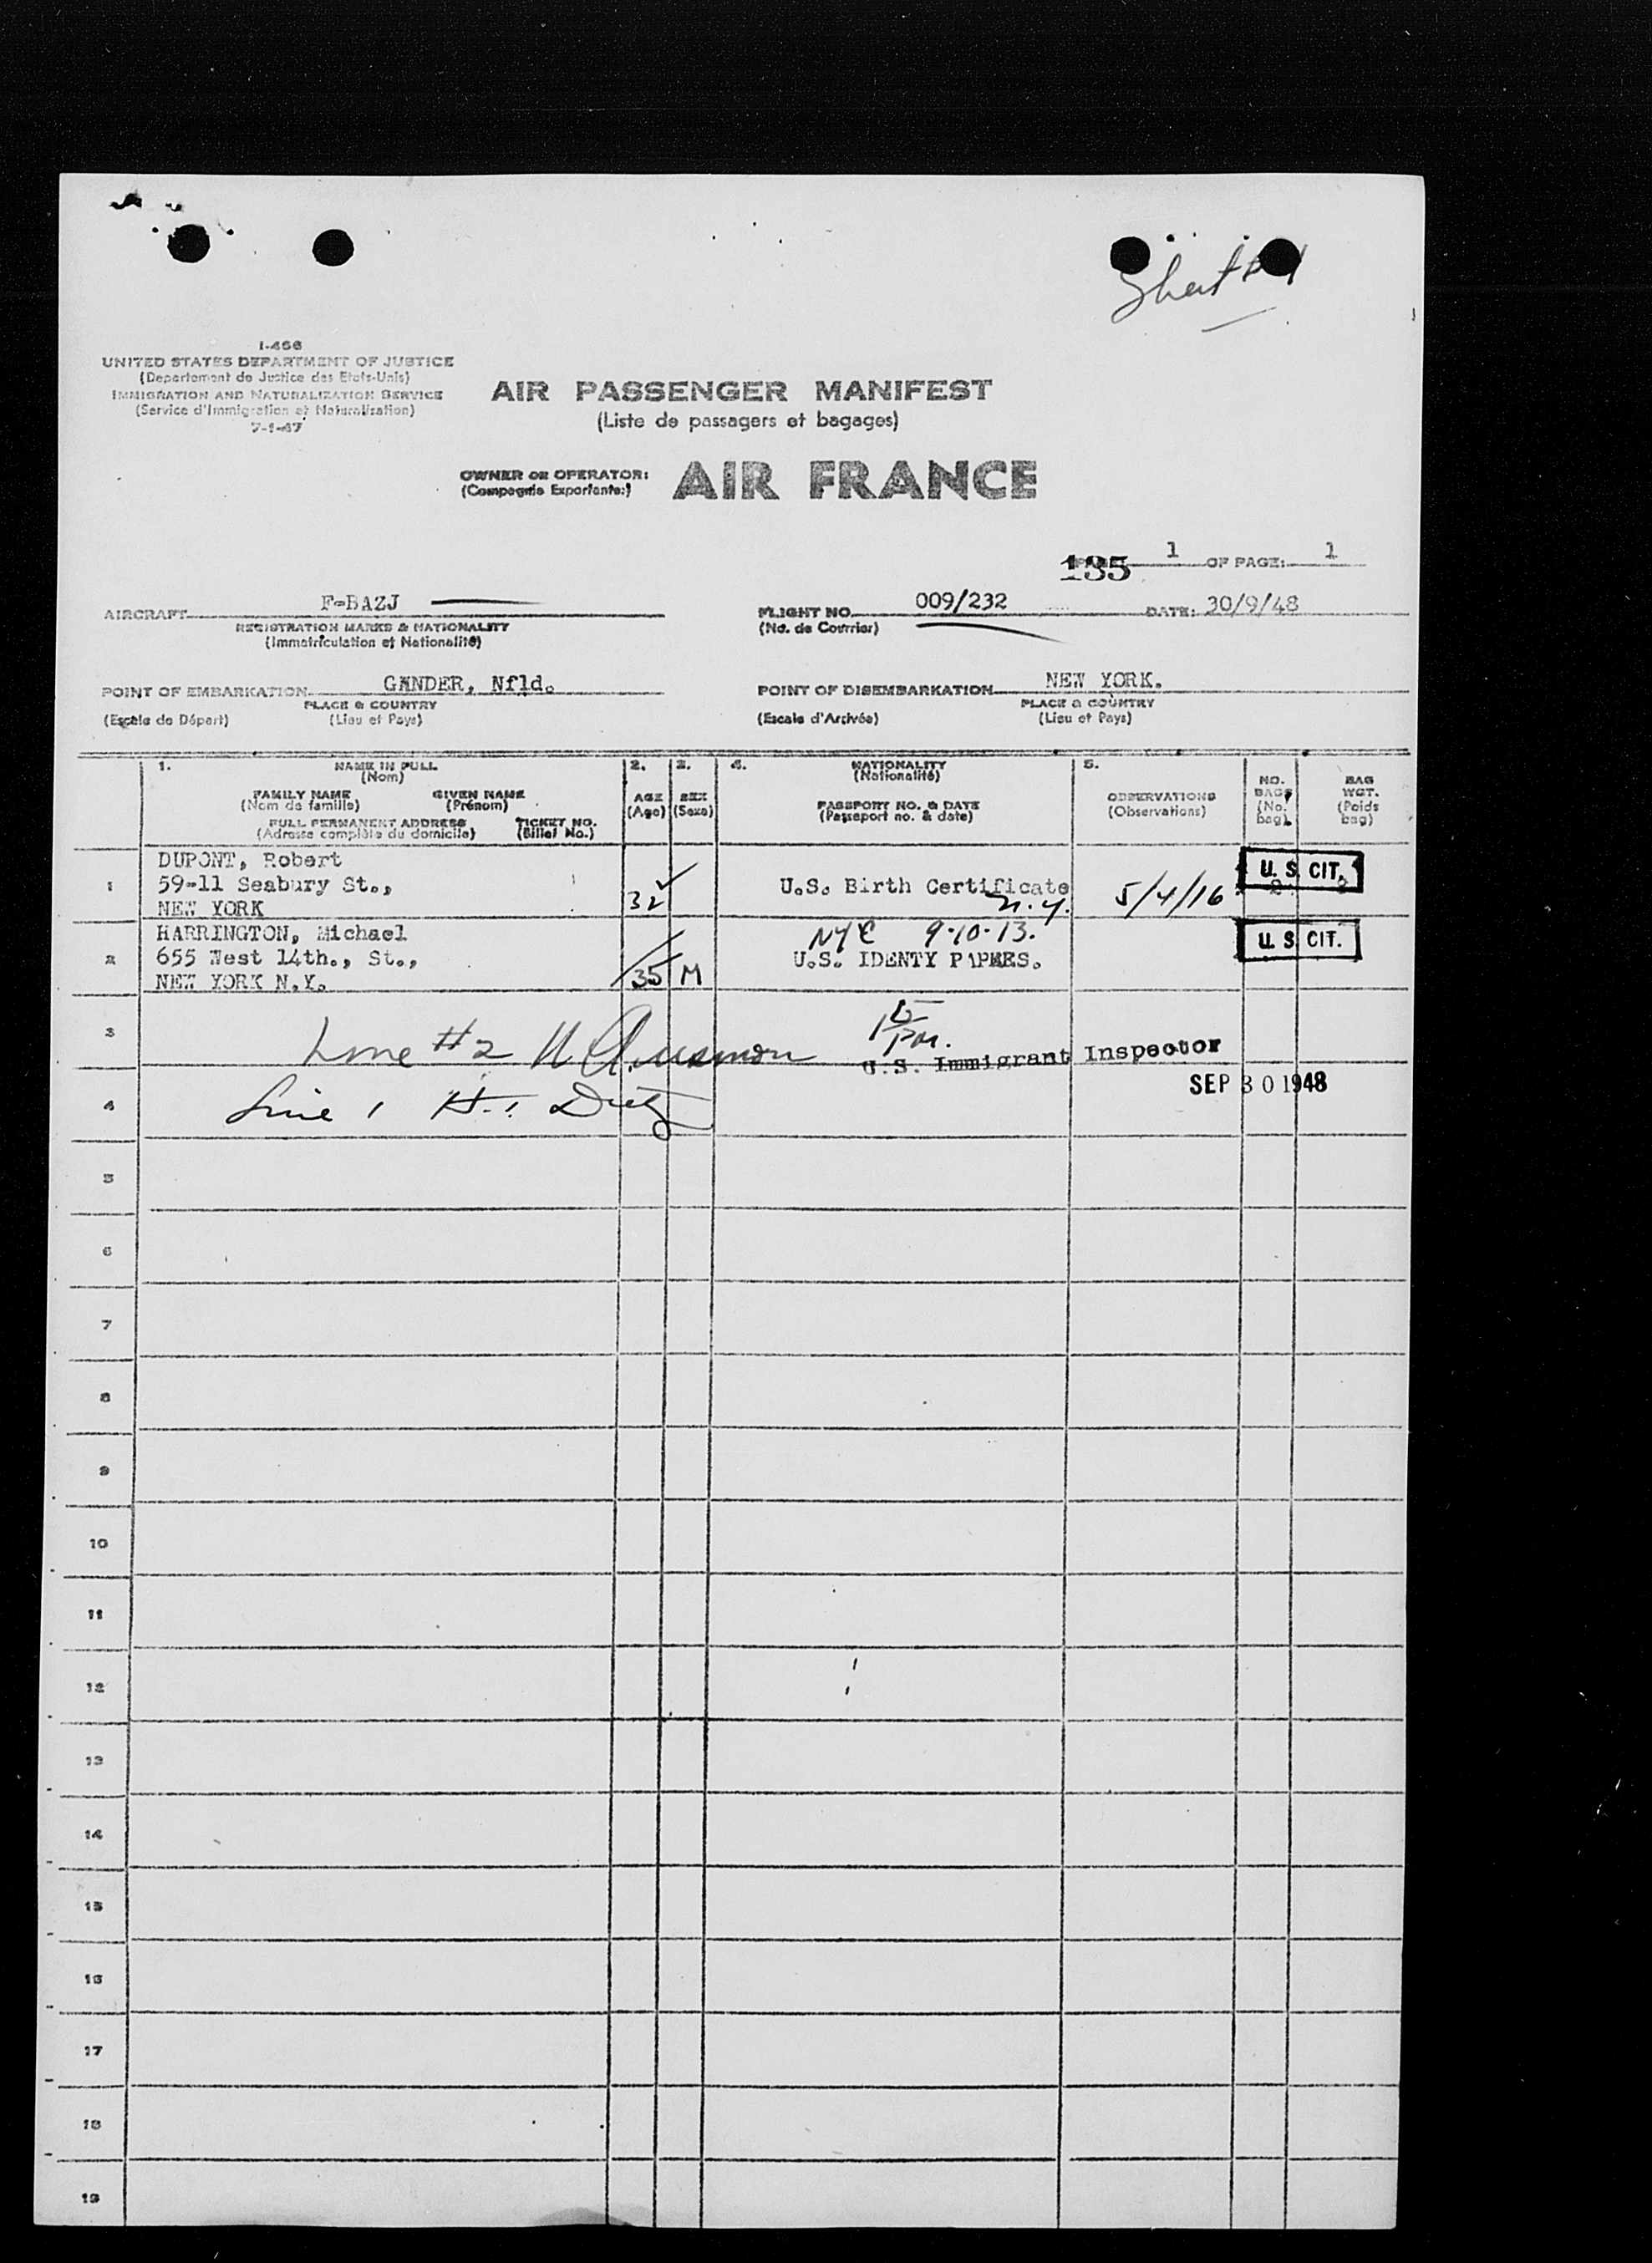 Sheet #1
I-466
UNITED STATES DEPARTMENT OF JUSTICE
(Departement de Justice des Etats-Unis)
IMMIGRATION AND NATURALIZATION SERVICE
(Service d'Immigration et Naturalisation)
7-1-47
AIR PASSENGER MANIFEST
(Liste de passagers et bagages)
OWNER OR OPERATOR: AIR FRANCE
(Compagnie Exportante:)
135 1 OF PAGE: 1
AIRCRAFT F-BAZJ
REGISTRATION MARKS & NATIONALITY
(Immatriculation et Nationalité)
FLIGHT NO. 009/232 DATE: 30/9/48
(No. de Courrier)
POINT OF EMBARKATION GANDER, Nfld.
PLACE & COUNTRY
(Escale de Départ) (Lieu et Pays)
POINT OF DISEMBARKATION NEW YORK.
PLACE & COUNTRY
(Escale d'Arrivée) (Lieu et Pays)
1. NAME IN FULL
(Nom)
FAMILY NAME GIVEN NAME
(Nom de famille) (Prénom)
FULL PERMANENT ADDRESS TICKET NO.
(Adresse complète du domicile) (Billet No.)
2.
AGE
(Age)
3.
SEX
(Sexe)
4. NATIONALITY
(Nationalité)
PASSPORT NO. & DATE
(Passeport no. & date)
5.
OBSERVATIONS
(Observations)
NO.
BAGS
(No.
bag)
BAG
WGT.
(Poids
bag)
1
DUPONT, Robert
59-11 Seabury St.,
NEW YORK
32
U.S. Birth Certificate
n.y.
5/4/16
U.S. CIT.
2
HARRINGTON, Michael
655 West 14th., St.,
NEW YORK N.Y.
35 M
NYC 9-10-13.
U.S. IDENTY PAPERS.
U.S. CIT.
3
Line #2
PM.
U.S. Immigrant Inspector
SEP 30 1948
4
Line 1
5
6
7
8
9
10
11
12
13
14
15
16
17
18
19